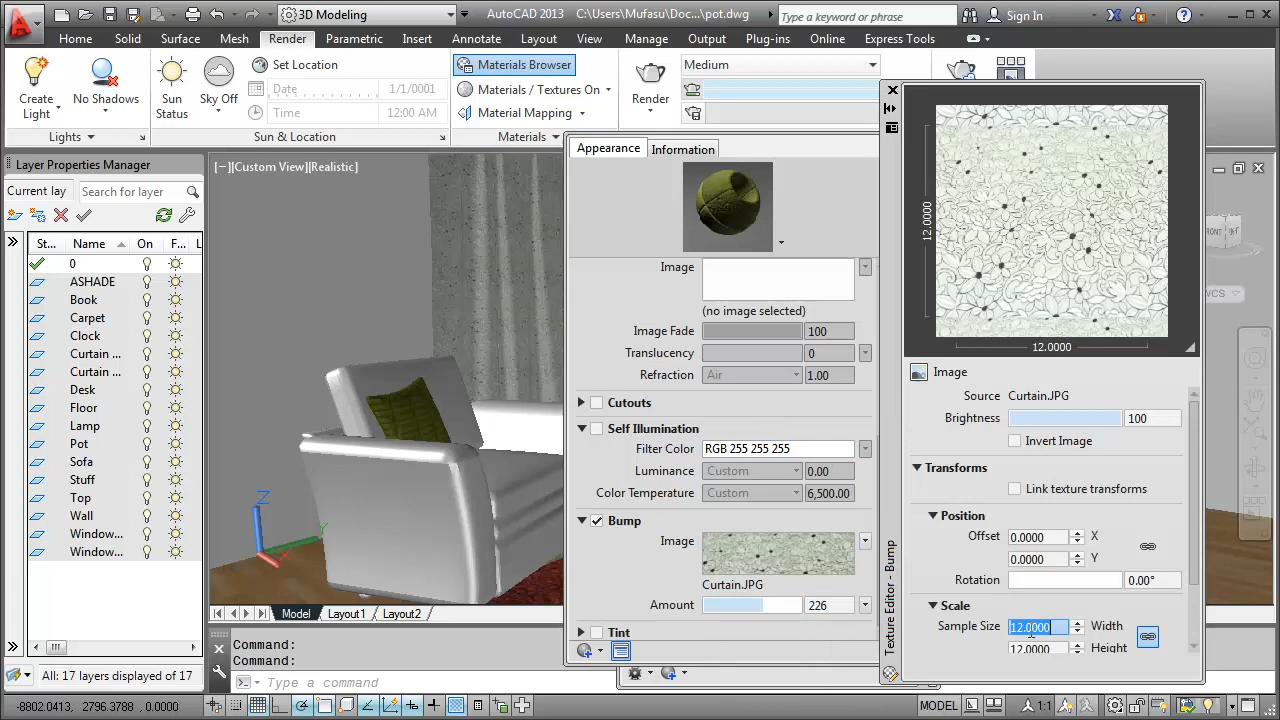 3D Modeling
AutoCAD 2013 C:\Users\Mufasu\Doc...\pot.dwg
Type a keyword or phrase
Sign In
Home Solid Surface Mesh Render Parametric Insert Annotate Layout View Manage Output Plug-ins Online Express Tools
Create Light
No Shadows
Lights
Sun Status
Sky Off
Set Location
Date 1/1/0001
Time 12:00 AM
Sun & Location
Materials Browser
Materials / Textures On
Material Mapping
Materials
Render
Medium
Layer Properties Manager
Current lay
Search for layer
St... Name On F... L
0
ASHADE
Book
Carpet
Clock
Curtain ...
Curtain ...
Desk
Floor
Lamp
Pot
Sofa
Stuff
Top
Wall
Window...
Window...
All: 17 layers displayed of 17
[−][Custom View][Realistic]
Z
Y
X
Model Layout1 Layout2
Appearance Information
Image
(no image selected)
Image Fade 100
Translucency 0
Refraction Air 1.00
Cutouts
Self Illumination
Filter Color RGB 255 255 255
Luminance Custom 0.00
Color Temperature Custom 6,500.00
Bump
Image
Curtain.JPG
Amount 226
Tint
12.0000
12.0000
Image
Source Curtain.JPG
Brightness 100
Invert Image
Transforms
Link texture transforms
Position
Offset 0.0000 X
0.0000 Y
Rotation 0.00°
Scale
Sample Size 12.0000 Width
12.0000 Height
Texture Editor - Bump
WCS
Command:
Command:
Type a command
-8802.0413, 2796.3788, 0.0000
MODEL
1:1